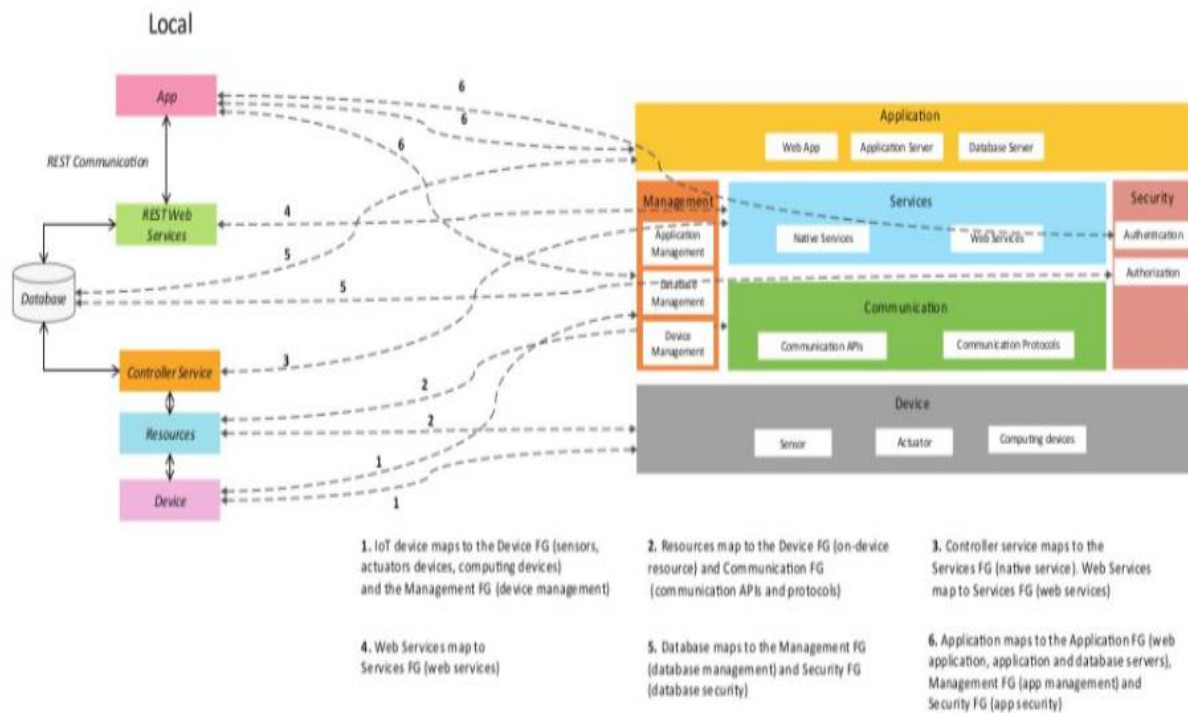 Local
App
REST Communication
REST Web
Services
Database
Controller Service
Resources
Device
6
6
6
4
5
5
3
2
2
1
1
Application
Web App
Application Server
Database Server
Management
Application
Management
Database
Management
Device
Management
Services
Native Services
Web Services
Security
Authentication
Authorization
Communication
Communication APIs
Communication Protocols
Device
Sensor
Actuator
Computing devices
1. IoT device maps to the Device FG (sensors,
actuators devices, computing devices)
and the Management FG (device management)
2. Resources map to the Device FG (on-device
resource) and Communication FG
(communication APIs and protocols)
3. Controller service maps to the
Services FG (native service). Web Services
map to Services FG (web services)
4. Web Services map to
Services FG (web services)
5. Database maps to the Management FG
(database management) and Security FG
(database security)
6. Application maps to the Application FG (web
application, application and database servers),
Management FG (app management) and
Security FG (app security)